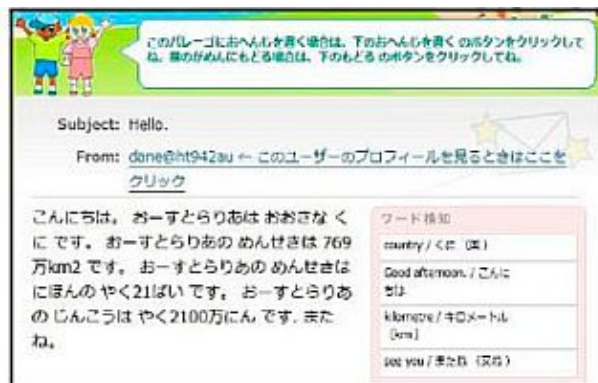 このパレーゴにおへんじを書く場合は、下のおへんじを書く のボタンをクリックして
ね。前のがめんにもどる場合は、下のもどる のボタンをクリックしてね。
Subject: Hello.
From: dane@ht942au ← このユーザーのプロフィールを見るときはここを
クリック
こんにちは。 おーすとらりあは おおきな く
に です。 おーすとらりあの めんせきは 769
万km2 です。 おーすとらりあの めんせきは
にほんの やく21ばい です。 おーすとらりあ
の じんこうは やく2100万にん です. また
ね。
ワード検知
country / くに (国)
Good afternoon. / こんに
ちは
kilometre / キロメートル
[km]
see you / またね (又ね)